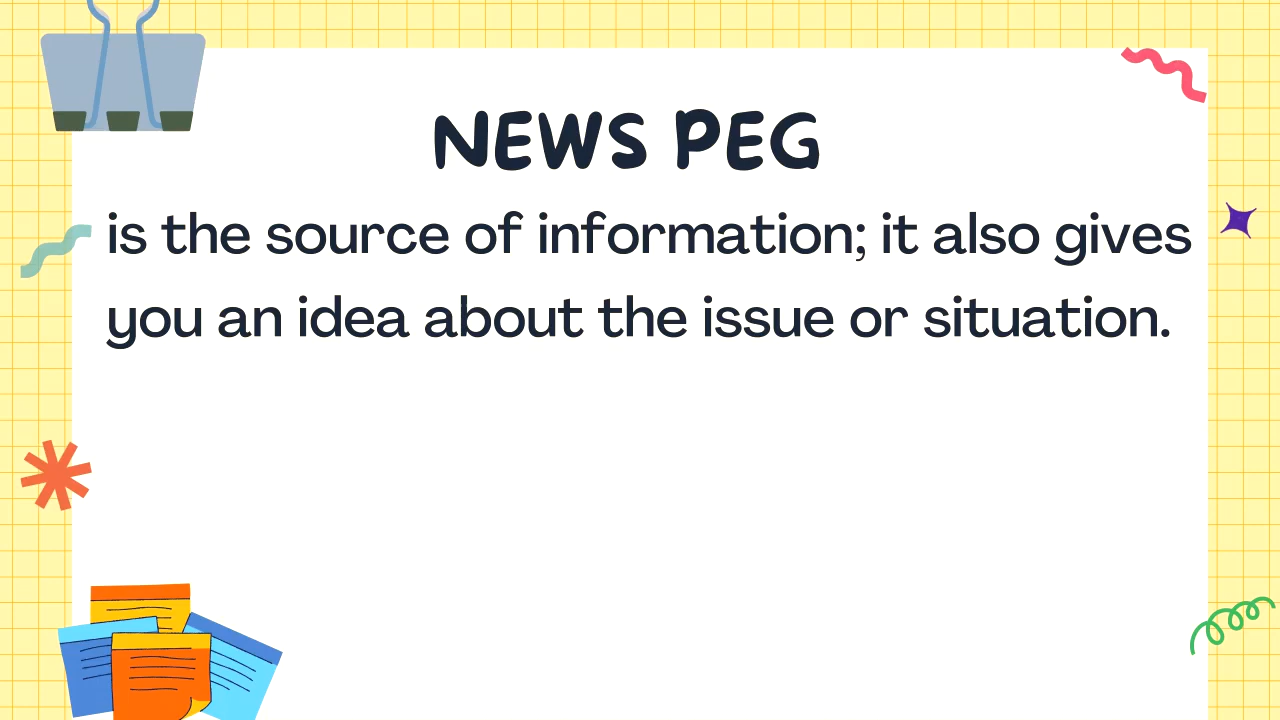 NEWS PEG
is the source of information; it also gives
you an idea about the issue or situation.